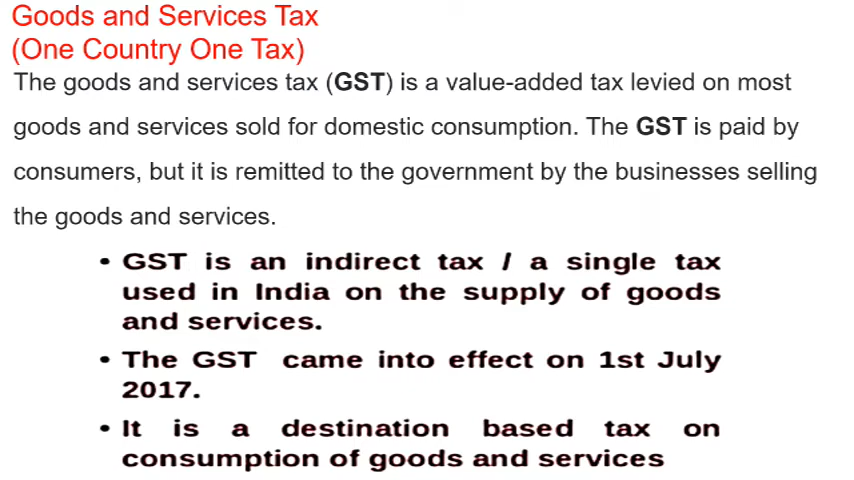 Goods and Services Tax
(One Country One Tax)
The goods and services tax (GST) is a value-added tax levied on most
goods and services sold for domestic consumption. The GST is paid by
consumers, but it is remitted to the government by the businesses selling
the goods and services.
• GST is an indirect tax / a single tax
used in India on the supply of goods
and services.
• The GST came into effect on 1st July
2017.
• It is a destination based tax on
consumption of goods and services